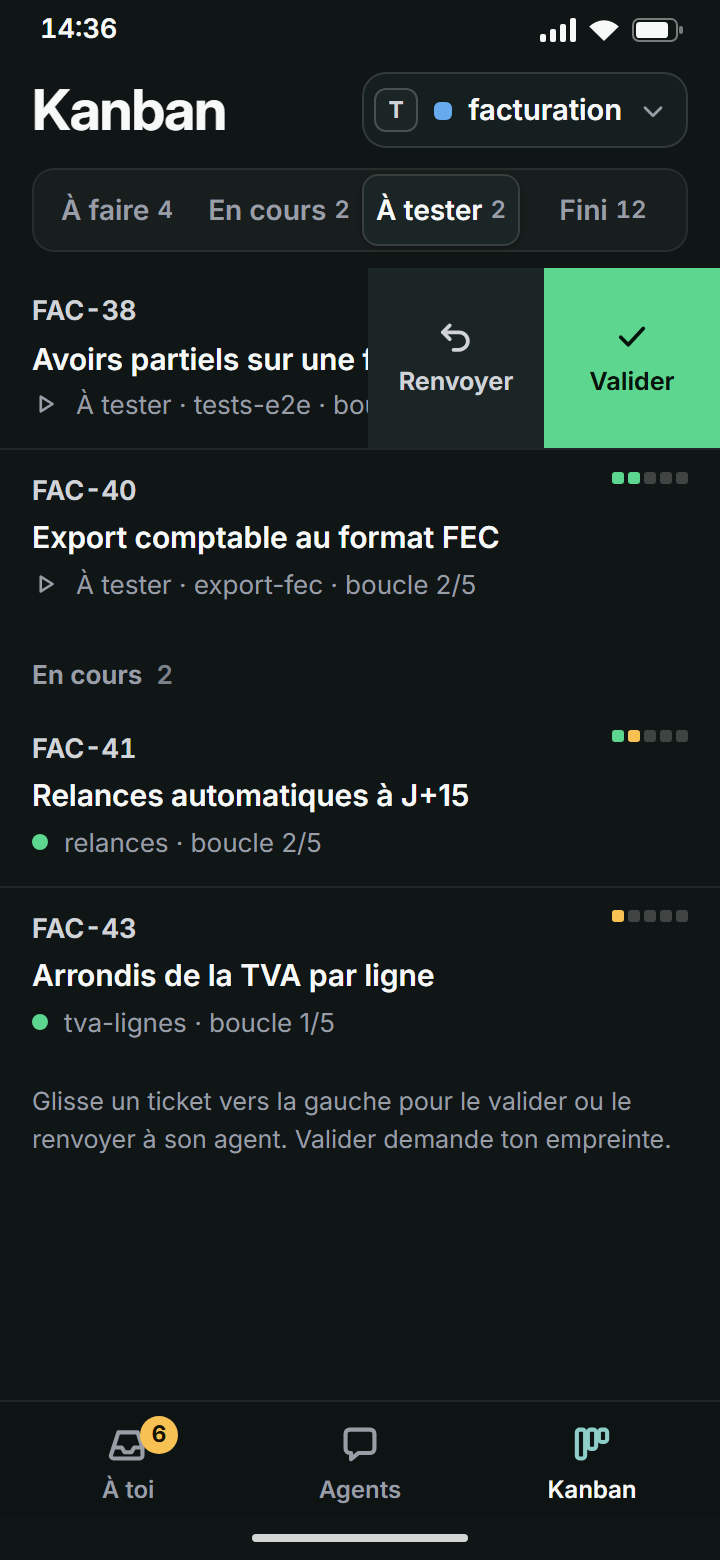 14:36
Kanban
T facturation
À faire 4 En cours 2 À tester 2 Fini 12
FAC-38
Avoirs partiels sur une
À tester · tests-e2e ·
Renvoyer
Valider
FAC-40
Export comptable au format FEC
À tester · export-fec · boucle 2/5
En cours 2
FAC-41
Relances automatiques à J+15
relances · boucle 2/5
FAC-43
Arrondis de la TVA par ligne
tva-lignes · boucle 1/5
Glisse un ticket vers la gauche pour le valider ou le
renvoyer à son agent. Valider demande ton empreinte.
6
À toi
Agents
Kanban